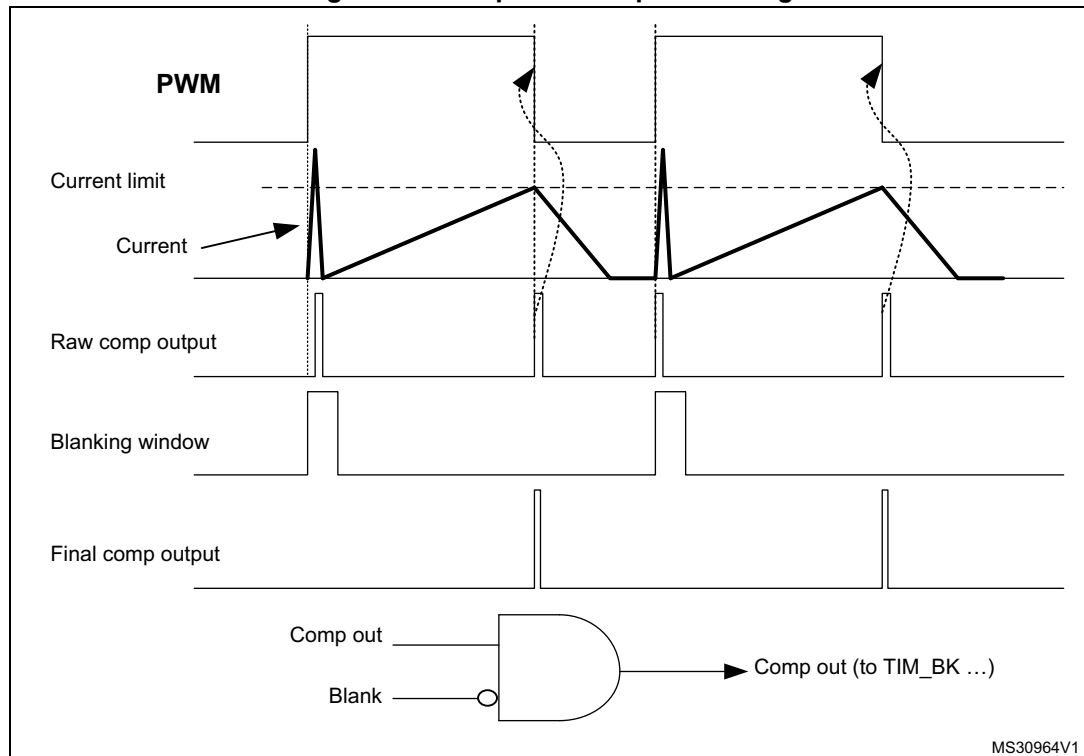 PWM
Current limit
Current
Raw comp output
Blanking window
Final comp output
Comp out
Comp out (to TIM_BK …)
Blank
MS30964V1